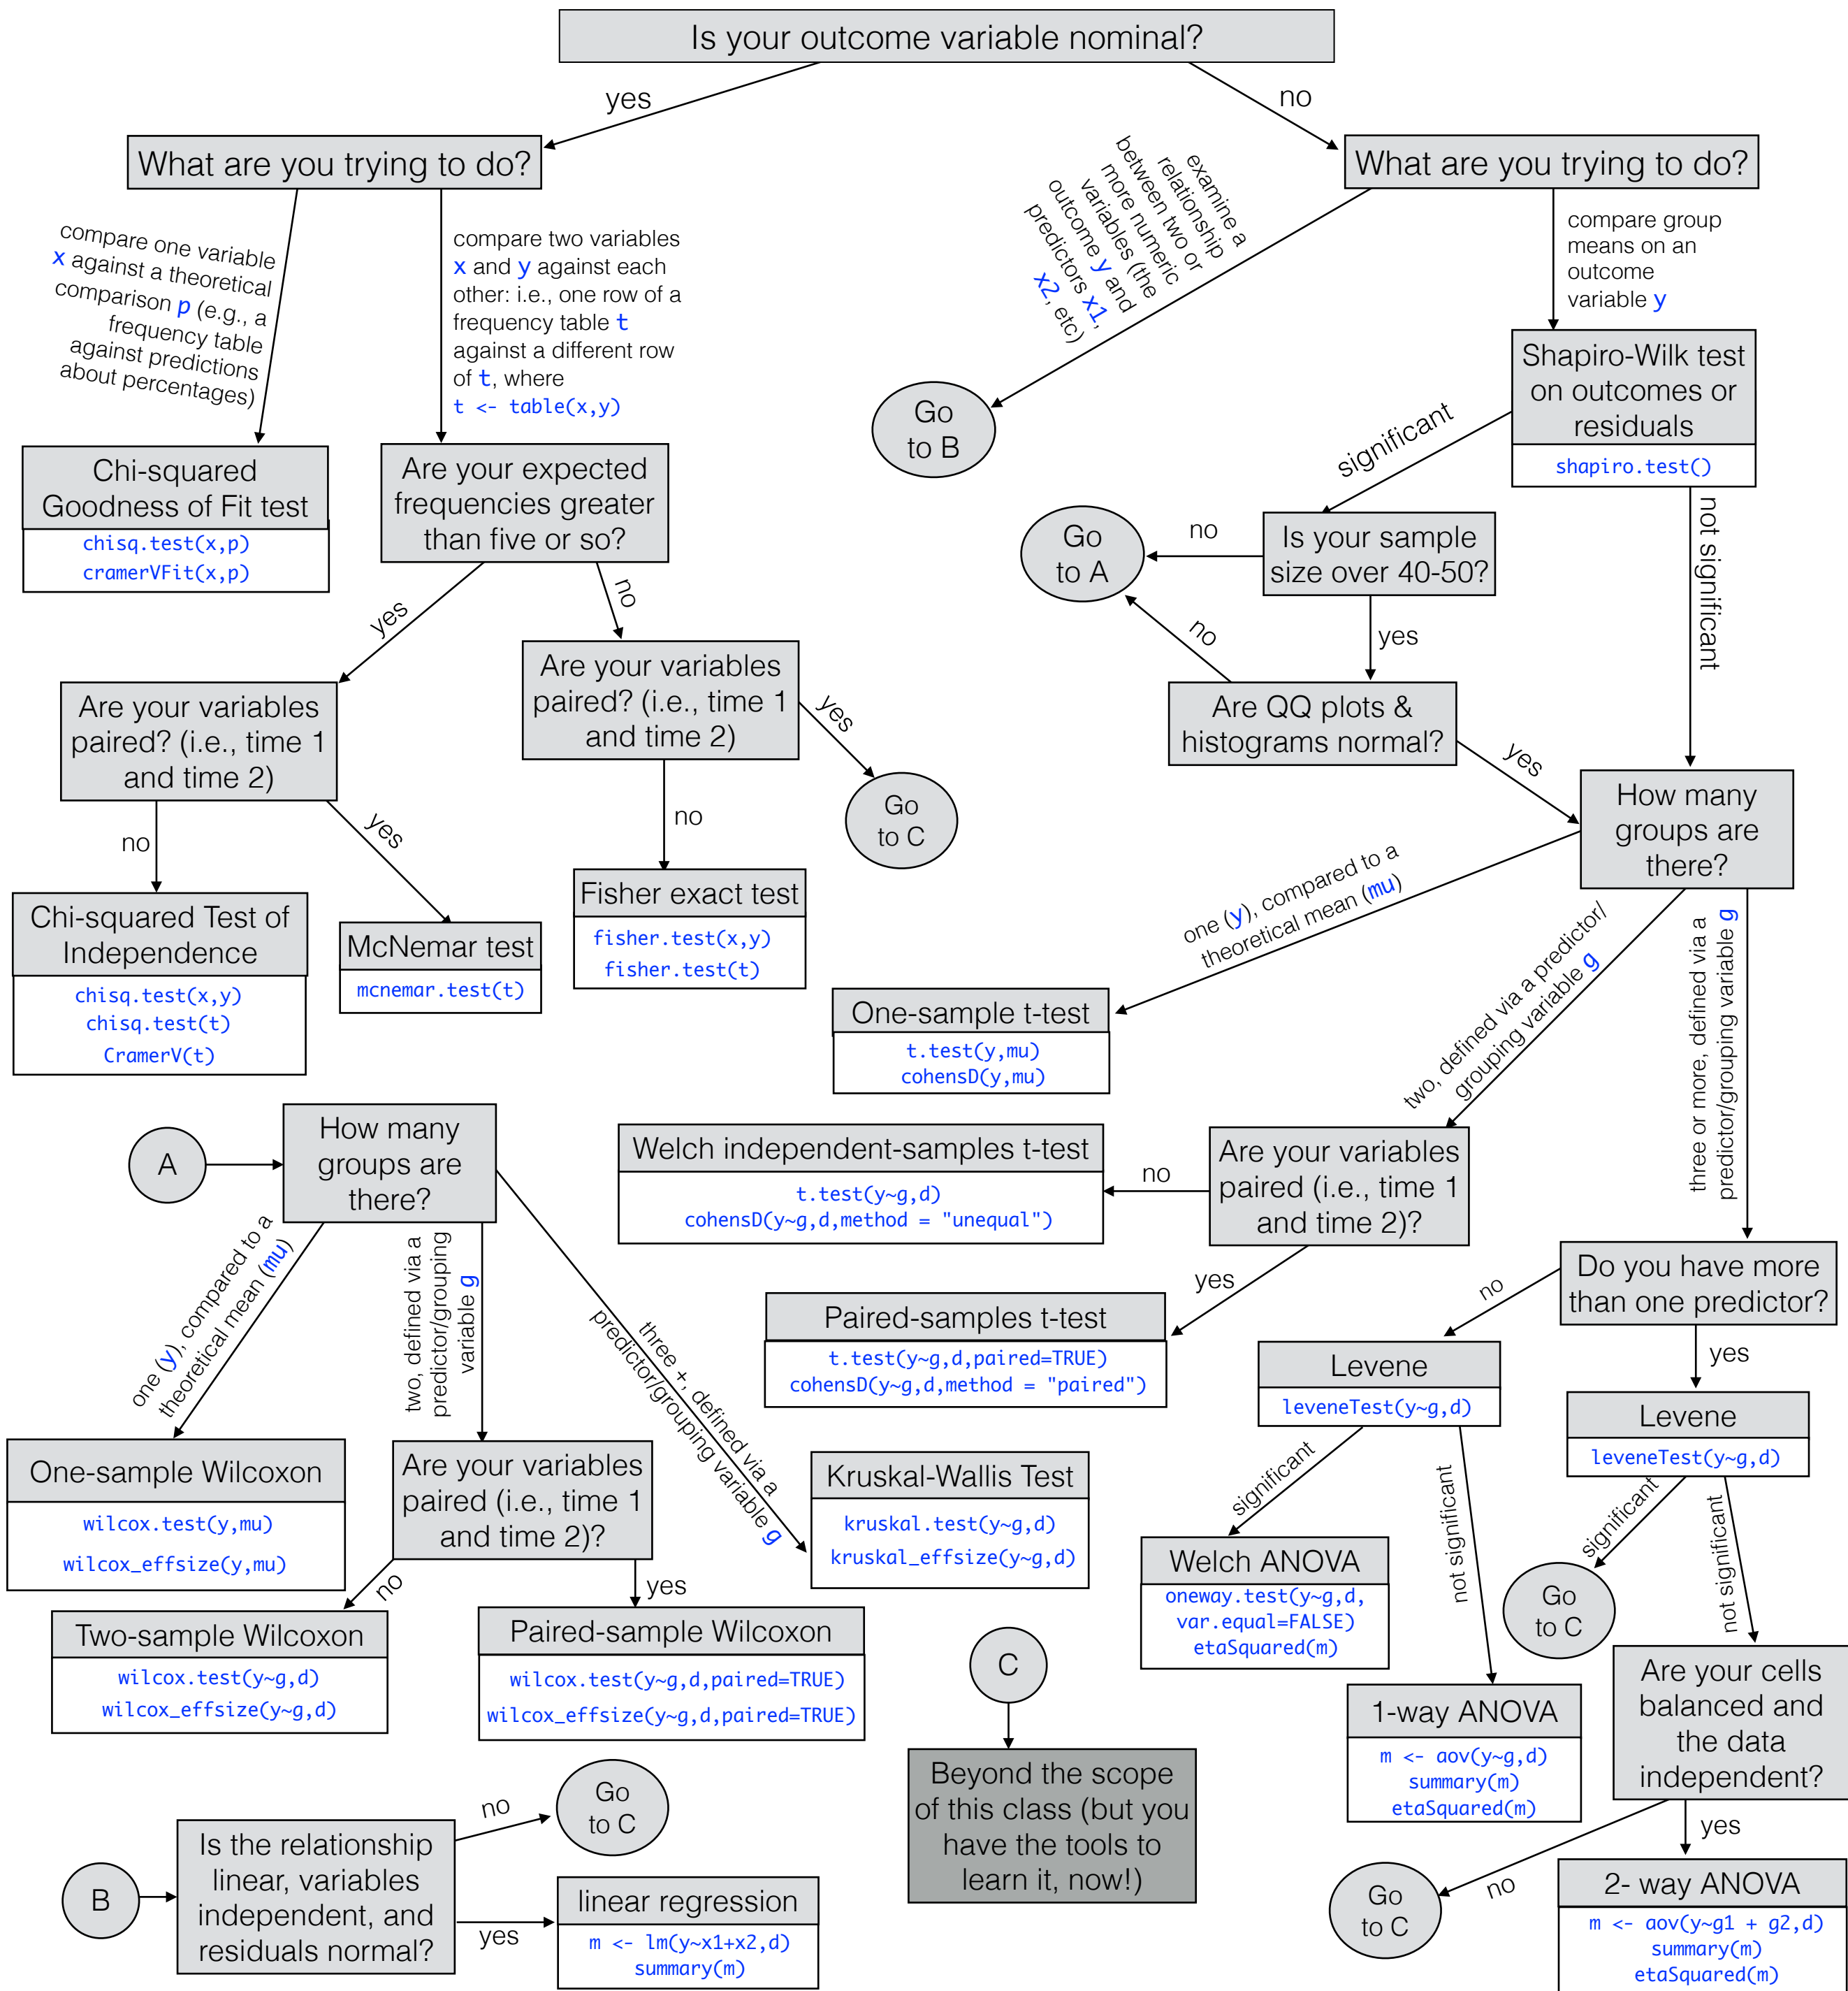 Is your outcome variable nominal?
yes
no
What are you trying to do?
What are you trying to do?
compare one variable
x against a theoretical
comparison p (e.g., a
frequency table
against predictions
about percentages)
compare two variables
x and y against each
other: i.e., one row of a
frequency table t
against a different row
of t, where
t <- table(x,y)
examine a
relationship
between two or
more numeric
variables (the
outcome y and
predictors x1,
x2, etc)
compare group
means on an
outcome
variable y
Go
to B
Shapiro-Wilk test
on outcomes or
residuals
shapiro.test()
significant
not significant
Chi-squared
Goodness of Fit test
chisq.test(x,p)
cramerVFit(x,p)
Are your expected
frequencies greater
than five or so?
yes
no
Go
to A
no
Is your sample
size over 40-50?
no
yes
Are your variables
paired? (i.e., time 1
and time 2)
Are your variables
paired? (i.e., time 1
and time 2)
yes
Are QQ plots &
histograms normal?
yes
no
yes
no
Go
to C
How many
groups are
there?
Chi-squared Test of
Independence
chisq.test(x,y)
chisq.test(t)
CramerV(t)
McNemar test
mcnemar.test(t)
Fisher exact test
fisher.test(x,y)
fisher.test(t)
one (y), compared to a
theoretical mean (mu)
two, defined via a predictor/
grouping variable g
three or more, defined via a
predictor/grouping variable g
One-sample t-test
t.test(y,mu)
cohensD(y,mu)
A
How many
groups are
there?
Welch independent-samples t-test
t.test(y~g,d)
cohensD(y~g,d,method = "unequal")
no
Are your variables
paired (i.e., time 1
and time 2)?
yes
Paired-samples t-test
t.test(y~g,d,paired=TRUE)
cohensD(y~g,d,method = "paired")
Do you have more
than one predictor?
no
yes
one (y), compared to a
theoretical mean (mu)
two, defined via a
predictor/grouping
variable g
three +, defined via a
predictor/grouping variable g
Levene
leveneTest(y~g,d)
Levene
leveneTest(y~g,d)
One-sample Wilcoxon
wilcox.test(y,mu)
wilcox_effsize(y,mu)
Are your variables
paired (i.e., time 1
and time 2)?
Kruskal-Wallis Test
kruskal.test(y~g,d)
kruskal_effsize(y~g,d)
significant
not significant
significant
not significant
no
yes
Welch ANOVA
oneway.test(y~g,d,
var.equal=FALSE)
etaSquared(m)
Go
to C
Two-sample Wilcoxon
wilcox.test(y~g,d)
wilcox_effsize(y~g,d)
Paired-sample Wilcoxon
wilcox.test(y~g,d,paired=TRUE)
wilcox_effsize(y~g,d,paired=TRUE)
C
Are your cells
balanced and
the data
independent?
1-way ANOVA
m <- aov(y~g,d)
summary(m)
etaSquared(m)
Beyond the scope
of this class (but you
have the tools to
learn it, now!)
no
yes
Go
to C
2- way ANOVA
m <- aov(y~g1 + g2,d)
summary(m)
etaSquared(m)
B
Is the relationship
linear, variables
independent, and
residuals normal?
no
Go
to C
yes
linear regression
m <- lm(y~x1+x2,d)
summary(m)